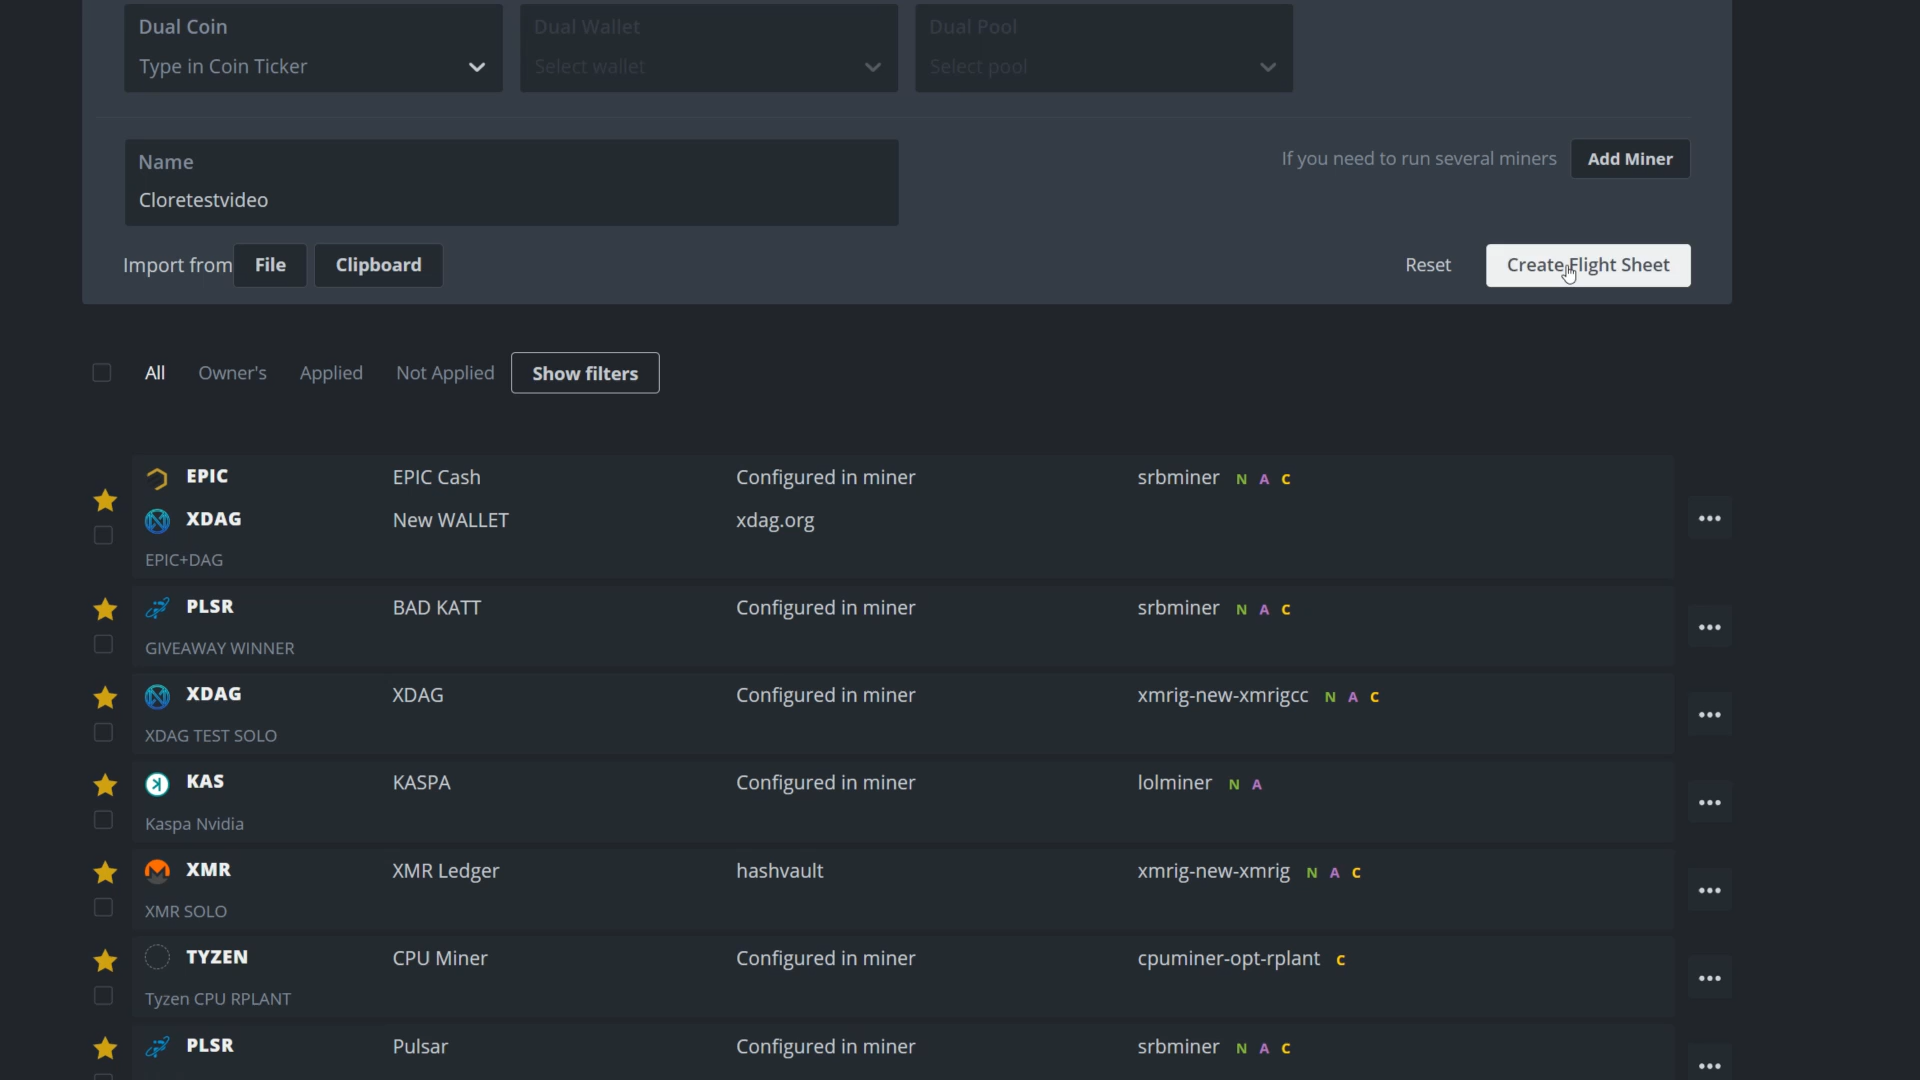 Dual Coin Dual Wallet Dual Pool
Type in Coin Ticker Select wallet Select pool
Name
Cloretestvideo
If you need to run several miners Add Miner
Import from File Clipboard Reset Create Flight Sheet
All Owner's Applied Not Applied Show filters
EPIC EPIC Cash Configured in miner srbminer N A C
XDAG New WALLET xdag.org
EPIC+DAG
PLSR BAD KATT Configured in miner srbminer N A C
GIVEAWAY WINNER
XDAG XDAG Configured in miner xmrig-new-xmrigcc N A C
XDAG TEST SOLO
KAS KASPA Configured in miner lolminer N A
Kaspa Nvidia
XMR XMR Ledger hashvault xmrig-new-xmrig N A C
XMR SOLO
TYZEN CPU Miner Configured in miner cpuminer-opt-rplant C
Tyzen CPU RPLANT
PLSR Pulsar Configured in miner srbminer N A C